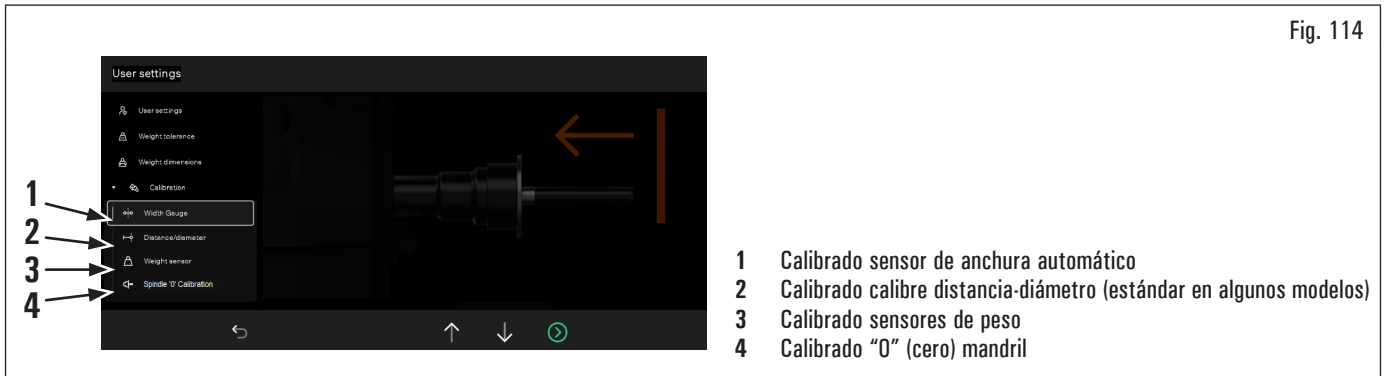 Fig. 114
User settings
User settings
Weight tolerance
Weight dimensions
Calibration
1
Width Gauge
2
Distance/diameter
3
Weight sensor
4
Spindle '0' Calibration
1 Calibrado sensor de anchura automático
2 Calibrado calibre distancia-diámetro (estándar en algunos modelos)
3 Calibrado sensores de peso
4 Calibrado “0” (cero) mandril